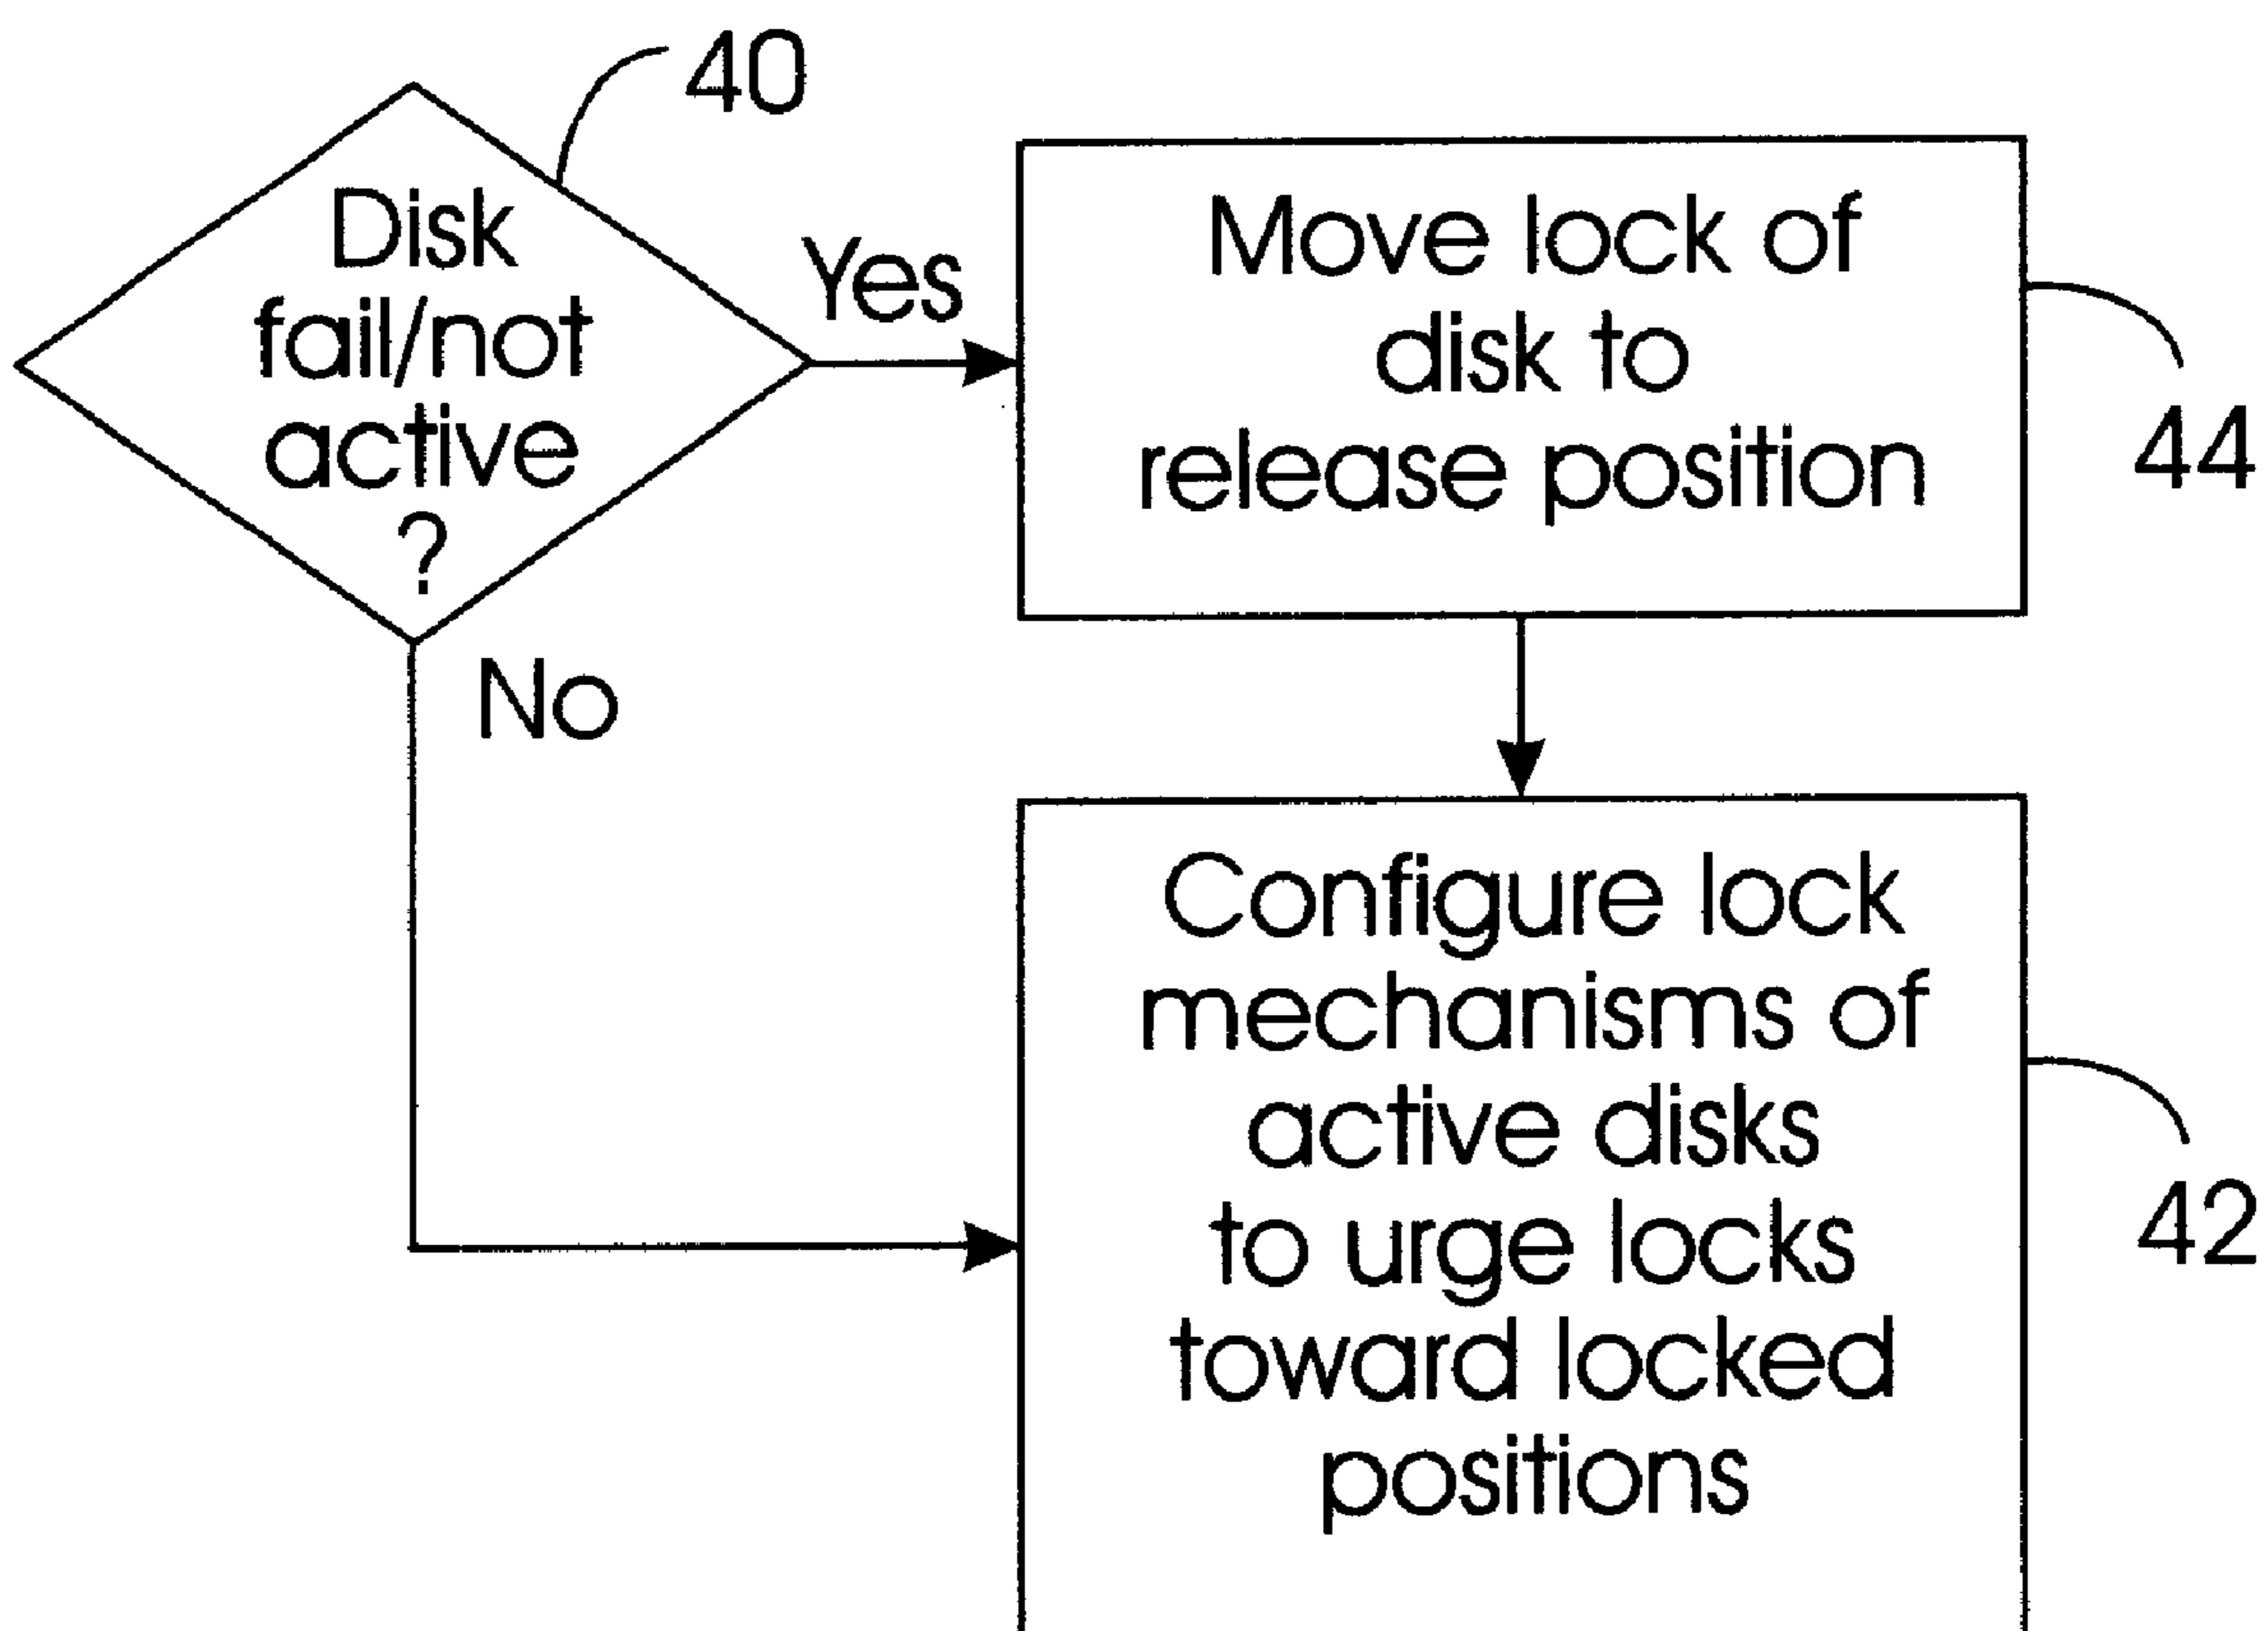 40
Disk
fail/not
active
?
Yes
No
Move lock of
disk to
release position
44
Configure lock
mechanisms of
active disks
to urge locks
toward locked
positions
42